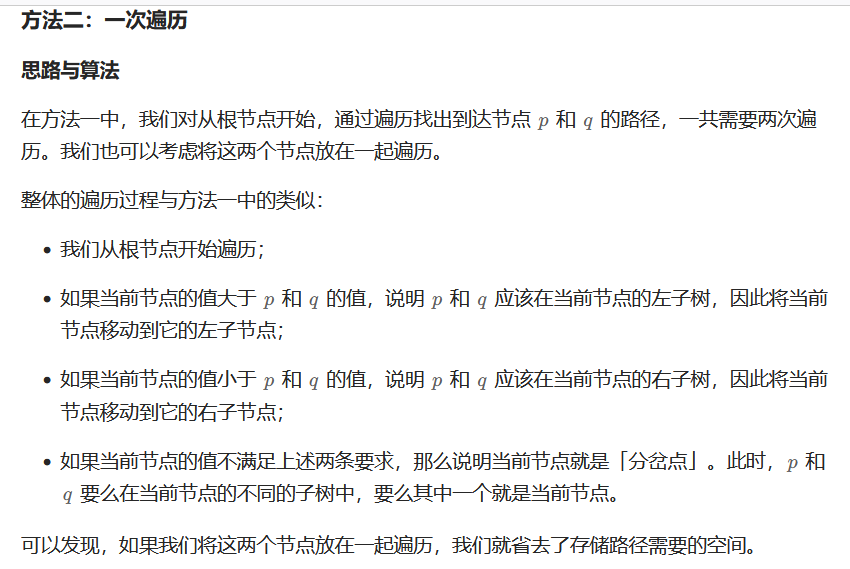 方法二：一次遍历
思路与算法
在方法一中，我们对从根节点开始，通过遍历找出到达节点 p 和 q 的路径，一共需要两次遍
历。我们也可以考虑将这两个节点放在一起遍历。
整体的遍历过程与方法一中的类似：
• 我们从根节点开始遍历；
• 如果当前节点的值大于 p 和 q 的值，说明 p 和 q 应该在当前节点的左子树，因此将当前
节点移动到它的左子节点；
• 如果当前节点的值小于 p 和 q 的值，说明 p 和 q 应该在当前节点的右子树，因此将当前
节点移动到它的右子节点；
• 如果当前节点的值不满足上述两条要求，那么说明当前节点就是「分岔点」。此时，p 和
q 要么在当前节点的不同的子树中，要么其中一个就是当前节点。
可以发现，如果我们将这两个节点放在一起遍历，我们就省去了存储路径需要的空间。